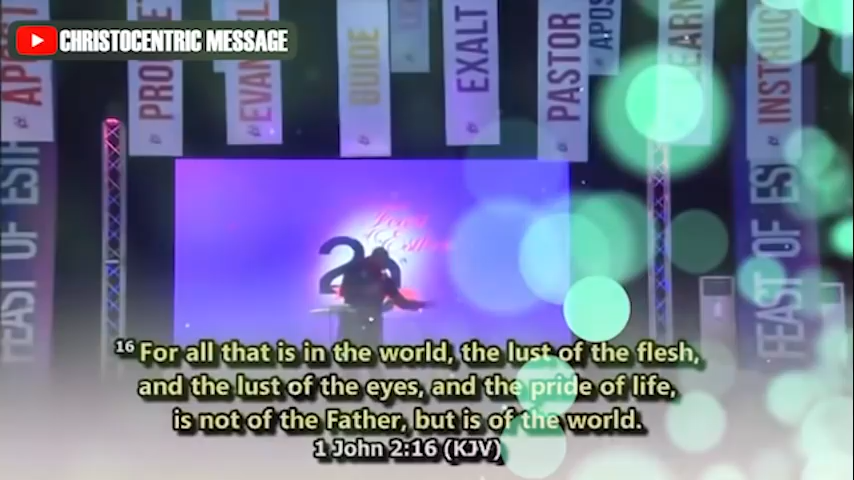 CHRISTOCENTRIC MESSAGE
GUIDE
EXALT
PASTOR
FEAST OF
20
16 For all that is in the world, the lust of the flesh,
and the lust of the eyes, and the pride of life,
is not of the Father, but is of the world.
1 John 2:16 (KJV)